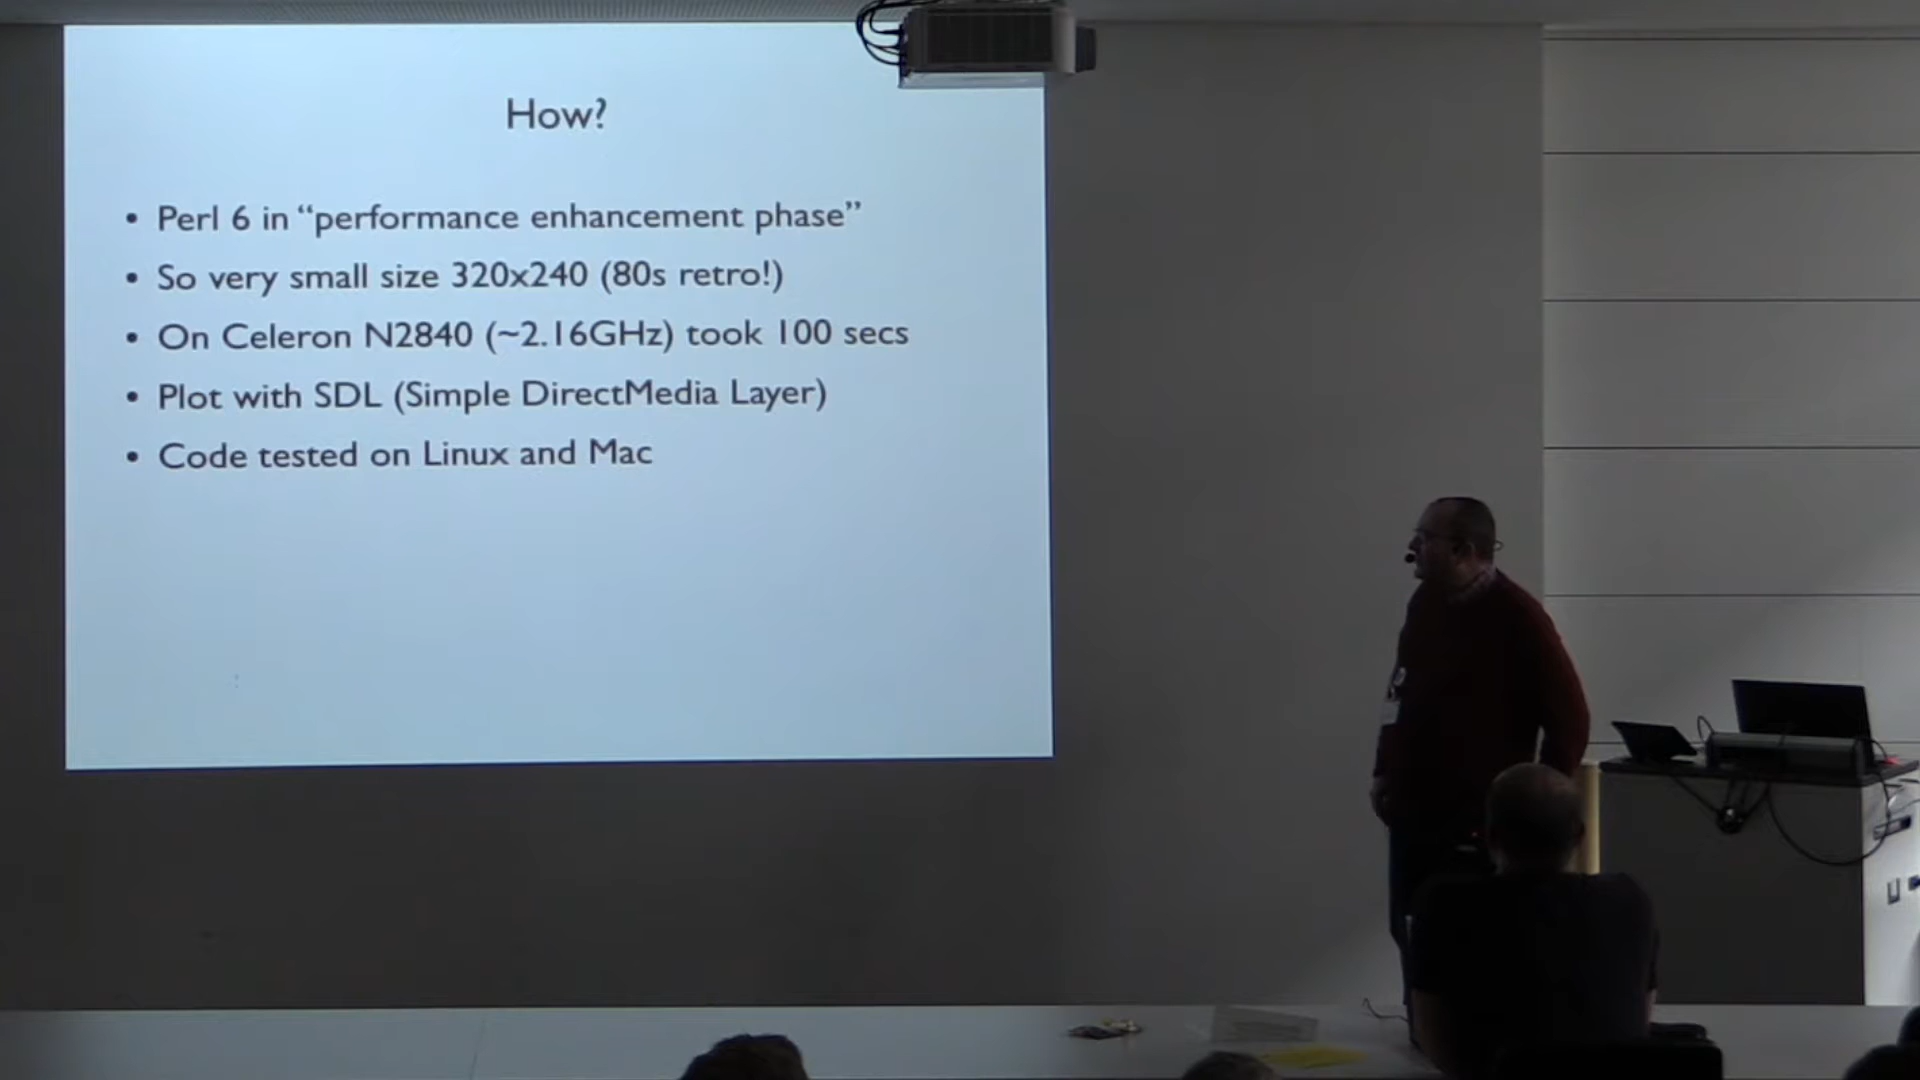 How?
• Perl 6 in “performance enhancement phase”
• So very small size 320x240 (80s retro!)
• On Celeron N2840 (~2.16GHz) took 100 secs
• Plot with SDL (Simple DirectMedia Layer)
• Code tested on Linux and Mac